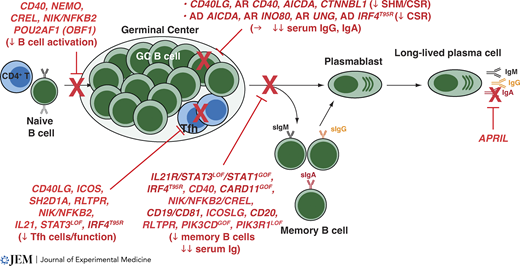 CD40, NEMO,
CREL, NIK/NFKB2
POU2AF1 (OBF1)
(↓ B cell activation)
• CD40LG, AR CD40, AICDA, CTNNBL1 (↓ SHM/CSR)
• AD AICDA, AR INO80, AR UNG, AD IRF4T95R (↓ CSR)
(→ ↓↓ serum IgG, IgA)
Germinal Center
GC B cell
CD4+ T
Naive
B cell
Tfh
Plasmablast
Long-lived plasma cell
IgM
IgG
IgA
APRIL
sIgM
sIgG
sIgA
Memory B cell
CD40LG, ICOS,
SH2D1A, RLTPR,
NIK/NFKB2,
IL21, STAT3LOF, IRF4T95R
(↓ Tfh cells/function)
IL21R/STAT3LOF/STAT1GOF,
IRF4T95R, CD40, CARD11GOF,
NIK/NFKB2/CREL,
CD19/CD81, ICOSLG, CD20,
RLTPR, PIK3CDGOF, PIK3R1LOF
(↓ memory B cells
↓↓ serum Ig)
JEM | Journal of Experimental Medicine